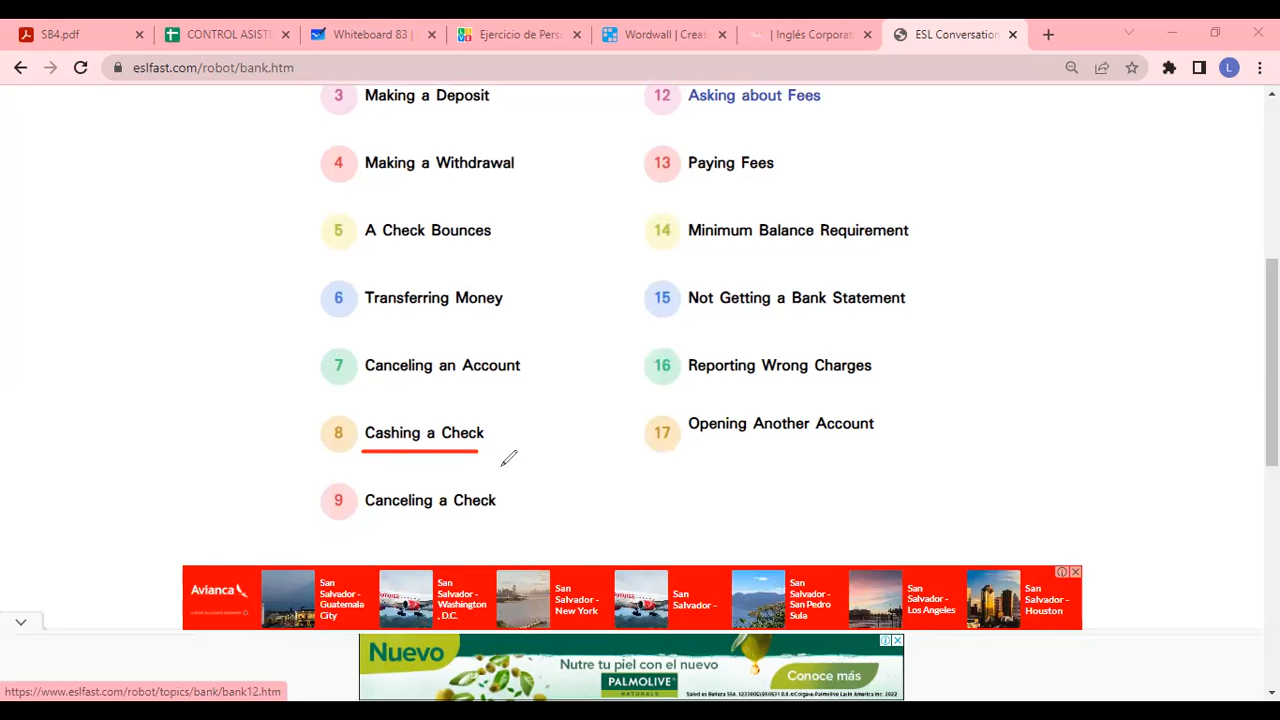 SB4.pdf
CONTROL ASISTE
Whiteboard 83 |
Ejercicio de Perso
Wordwall | Create
| Inglés Corporat
ESL Conversation
eslfast.com/robot/bank.htm
L
3 Making a Deposit
4 Making a Withdrawal
5 A Check Bounces
6 Transferring Money
7 Canceling an Account
8 Cashing a Check
9 Canceling a Check
12 Asking about Fees
13 Paying Fees
14 Minimum Balance Requirement
15 Not Getting a Bank Statement
16 Reporting Wrong Charges
17 Opening Another Account
Avianca
San
Salvador -
Guatemala
City
San
Salvador -
Washington
, D.C.
San
Salvador -
New York
San
Salvador -
San
Salvador -
San Pedro
Sula
San
Salvador -
Los Angeles
San
Salvador -
Houston
Nuevo
Nutre tu piel con el nuevo
PALMOLIVE
NATURALS
Conoce más
https://www.eslfast.com/robot/topics/bank/bank12.htm